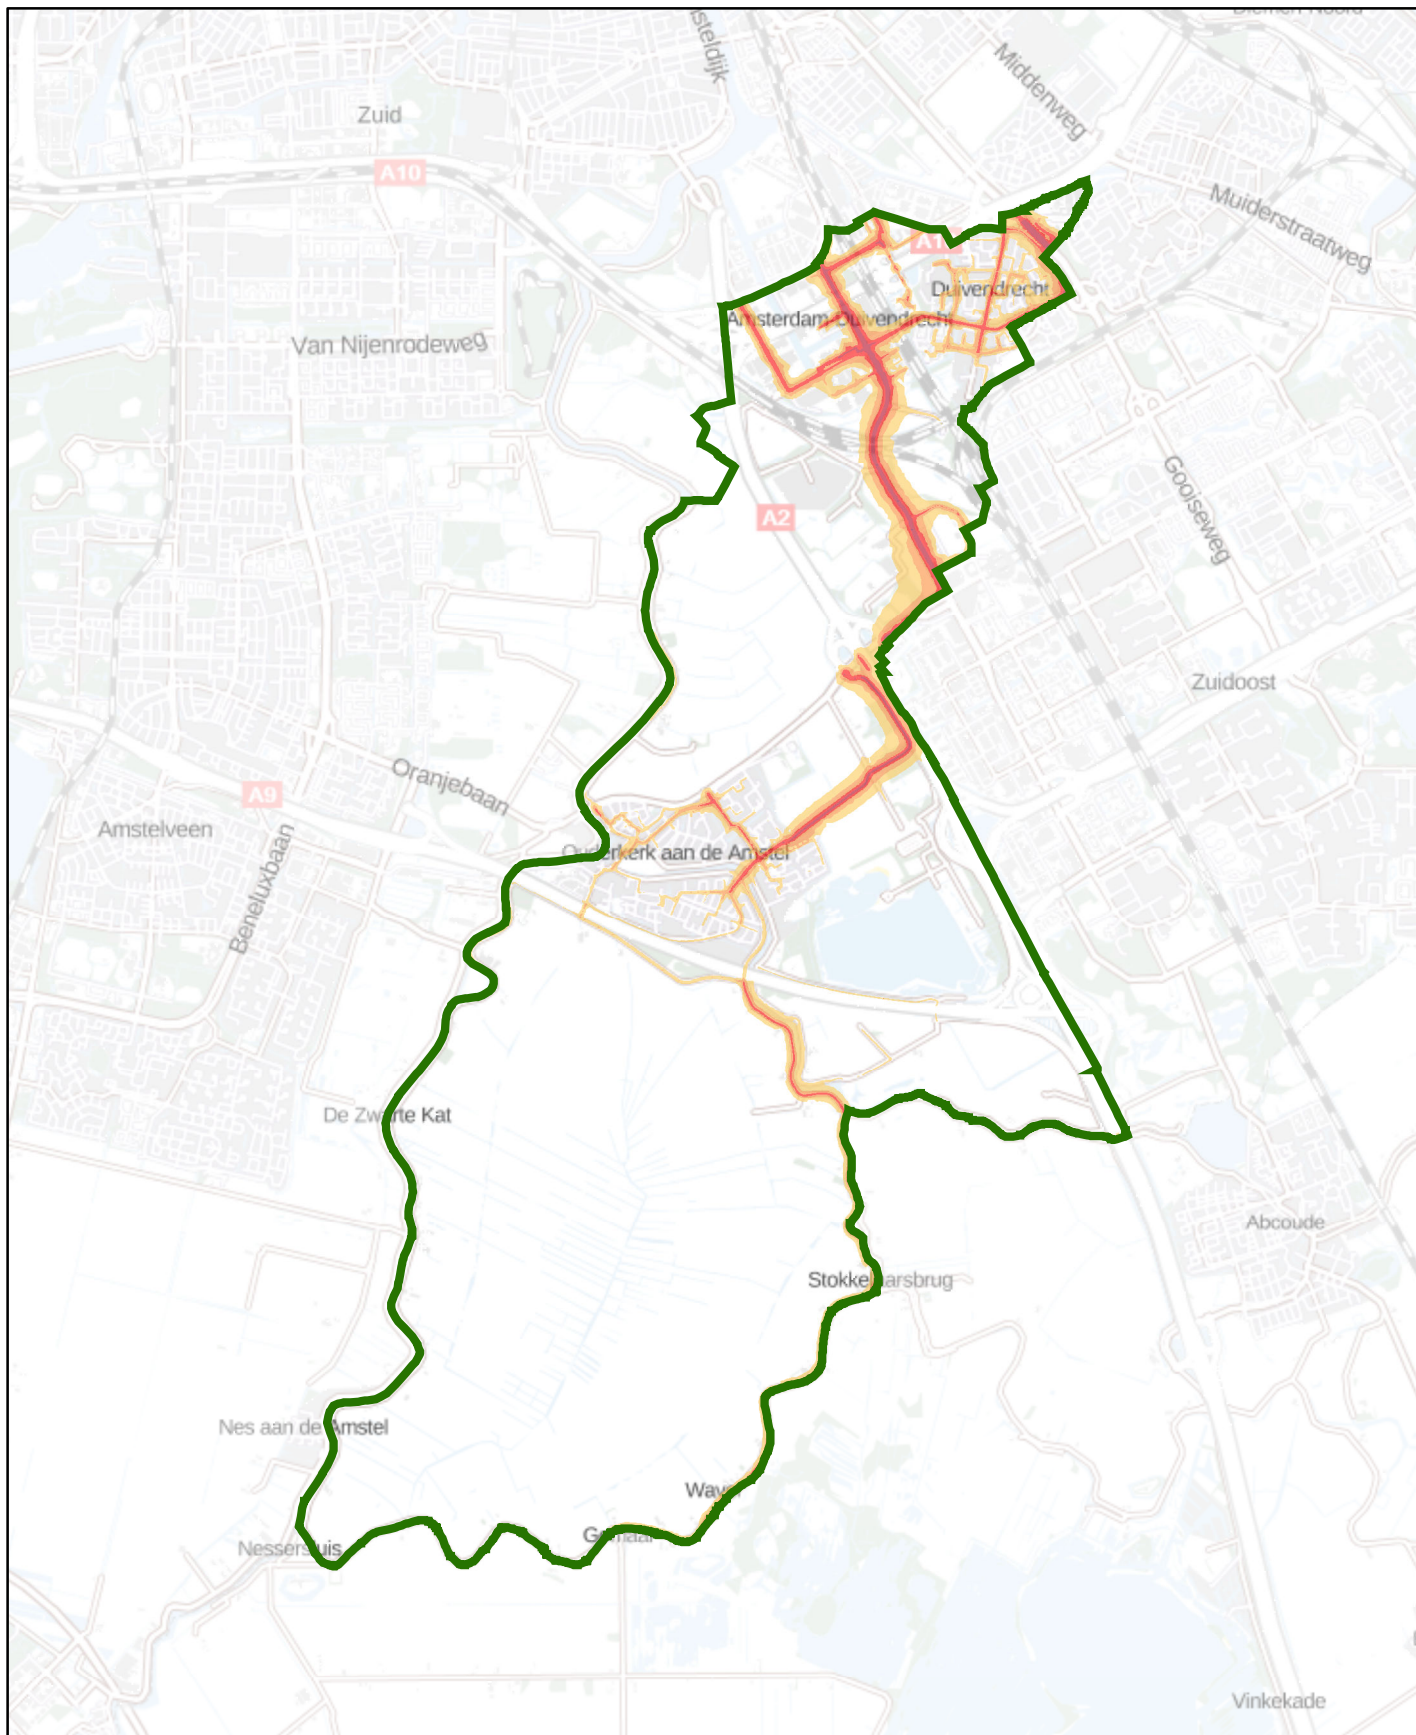 Zuid
Middenweg
A10
Muiderstraatweg
Duivendrecht
Amsterdam-Duivendrecht
Van Nijenrodeweg
A2
Gooiseweg
Zuidoost
Oranjebaan
A9
Amstelveen
Beneluxbaan
Ouderkerk aan de Amstel
De Zwarte Kat
Abcoude
Stokkelaarsbrug
Nes aan de Amstel
Nessersluis
Vinkekade